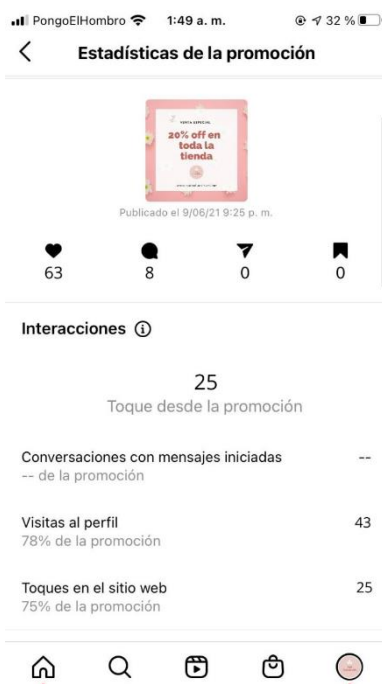 PongoElHombro 1:49 a. m. 32 %
Estadísticas de la promoción
VENTA ESPECIAL
20% off en
toda la
tienda
Publicado el 9/06/21 9:25 p. m.
63 8 0 0
Interacciones
25
Toque desde la promoción
Conversaciones con mensajes iniciadas --
-- de la promoción
Visitas al perfil 43
78% de la promoción
Toques en el sitio web 25
75% de la promoción